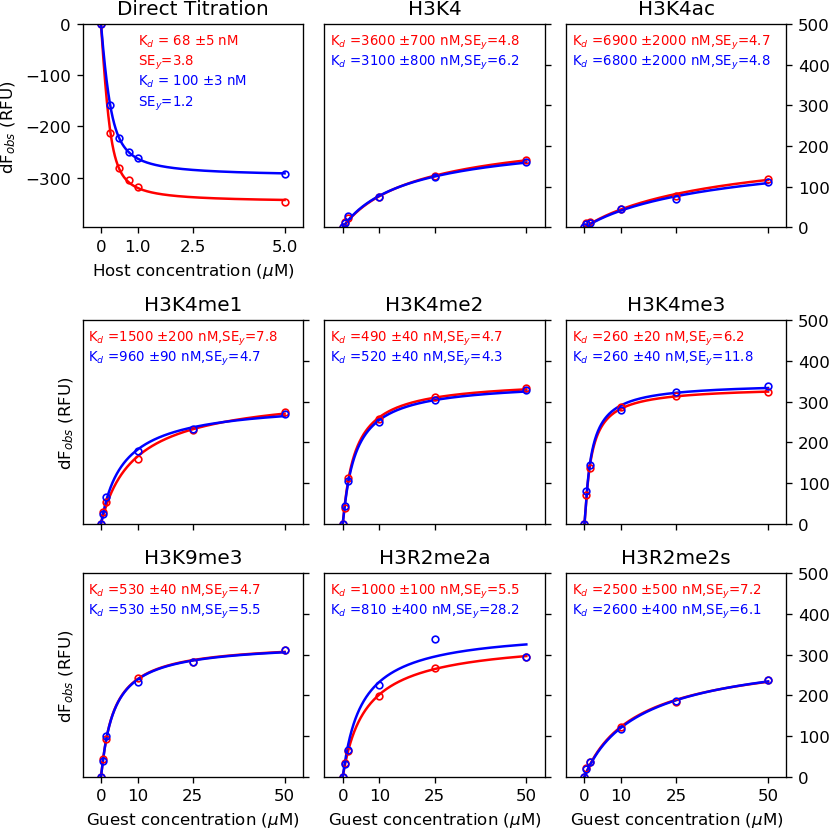 Direct Titration
H3K4
H3K4ac
K_d = 68 ±5 nM
SE_y=3.8
K_d = 100 ±3 nM
SE_y=1.2
K_d =3600 ±700 nM,SE_y=4.8
K_d =3100 ±800 nM,SE_y=6.2
K_d =6900 ±2000 nM,SE_y=4.7
K_d =6800 ±2000 nM,SE_y=4.8
dF_obs (RFU)
0
−100
−200
−300
500
400
300
200
100
0
0 1.0 2.5 5.0
Host concentration (μM)
H3K4me1
H3K4me2
H3K4me3
K_d =1500 ±200 nM,SE_y=7.8
K_d =960 ±90 nM,SE_y=4.7
K_d =490 ±40 nM,SE_y=4.7
K_d =520 ±40 nM,SE_y=4.3
K_d =260 ±20 nM,SE_y=6.2
K_d =260 ±40 nM,SE_y=11.8
dF_obs (RFU)
500
400
300
200
100
0
H3K9me3
H3R2me2a
H3R2me2s
K_d =530 ±40 nM,SE_y=4.7
K_d =530 ±50 nM,SE_y=5.5
K_d =1000 ±100 nM,SE_y=5.5
K_d =810 ±400 nM,SE_y=28.2
K_d =2500 ±500 nM,SE_y=7.2
K_d =2600 ±400 nM,SE_y=6.1
dF_obs (RFU)
500
400
300
200
100
0
0 10 25 50
0 10 25 50
0 10 25 50
Guest concentration (μM)
Guest concentration (μM)
Guest concentration (μM)